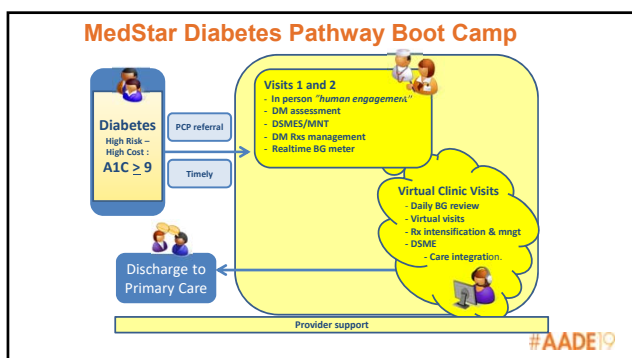 MedStar Diabetes Pathway Boot Camp
Diabetes
High Risk –
High Cost :
A1C > 9
PCP referral
Timely
Visits 1 and 2
- In person "human engagement"
- DM assessment
- DSMES/MNT
- DM Rxs management
- Realtime BG meter
Virtual Clinic Visits
- Daily BG review
- Virtual visits
- Rx intensification & mngt
- DSME
- Care integration.
Discharge to
Primary Care
Provider support
#AADE19